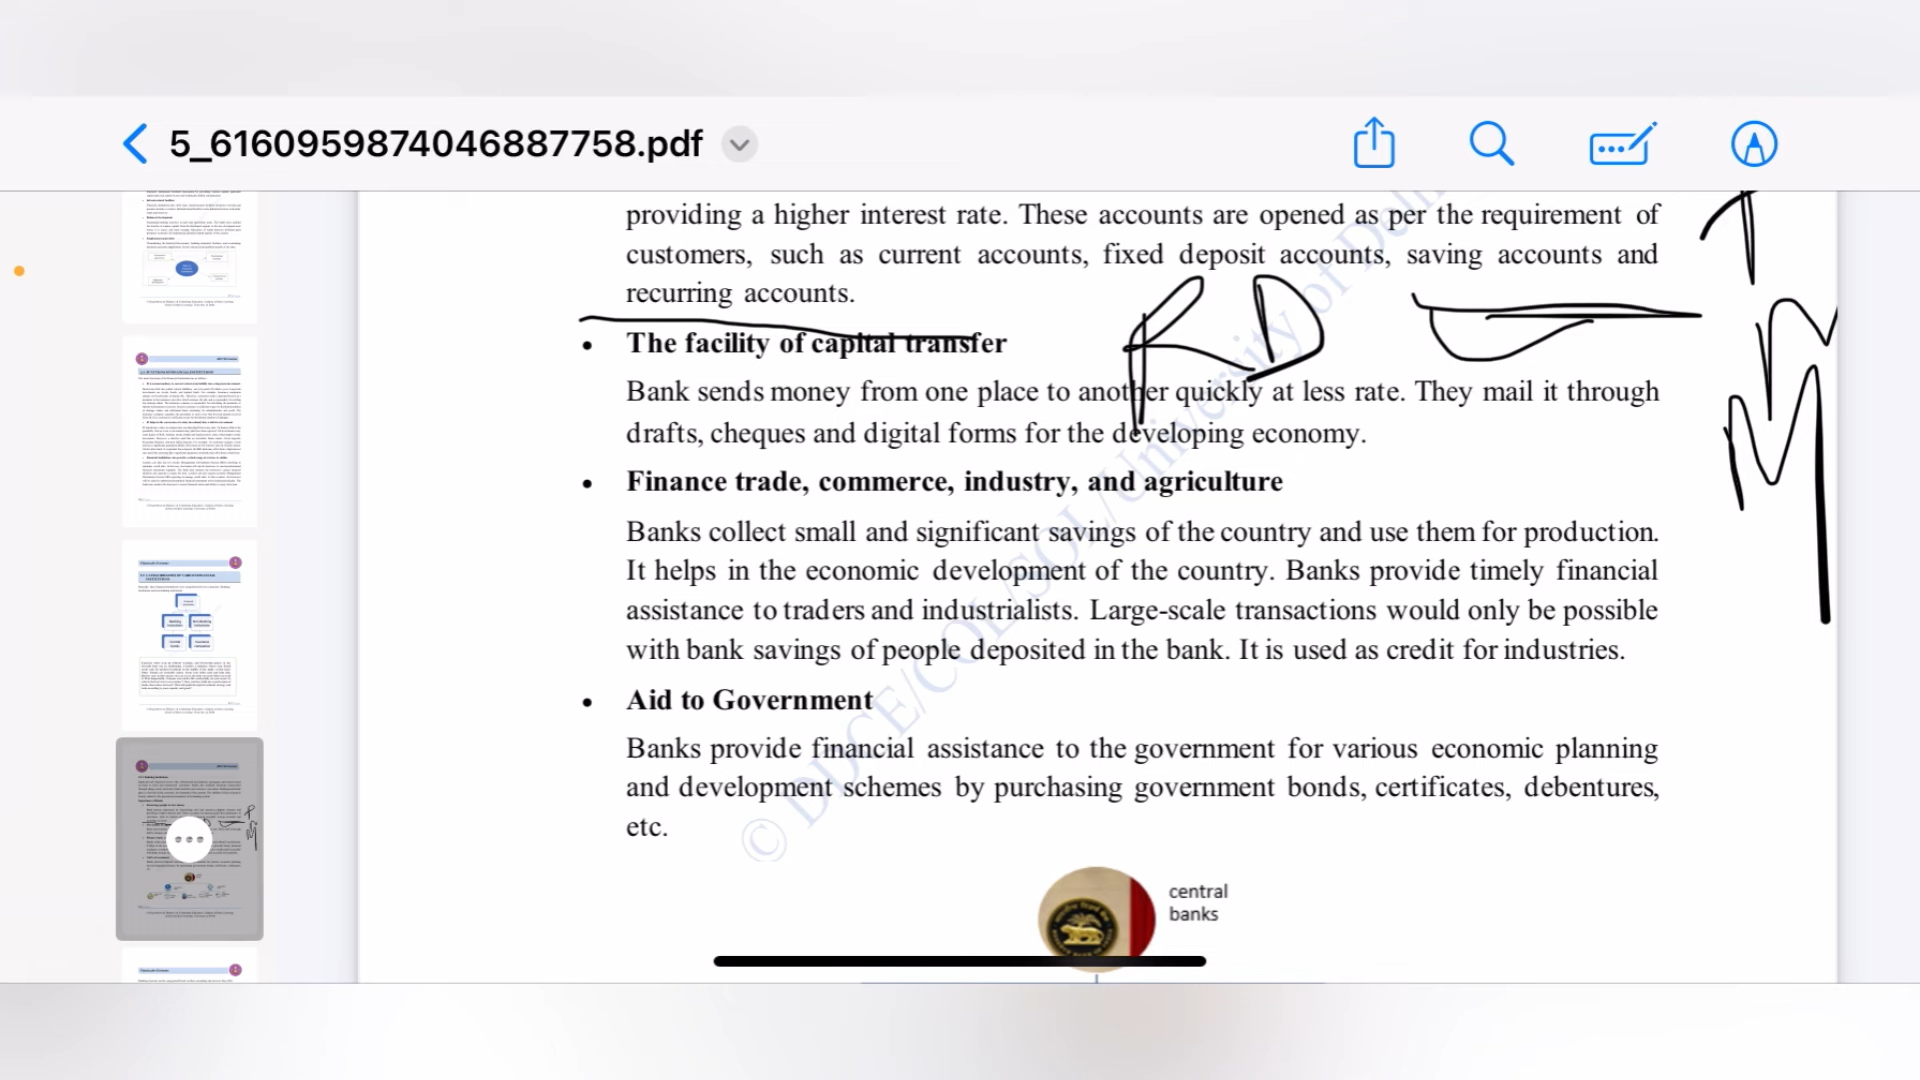 5_6160959874046887758.pdf
providing a higher interest rate. These accounts are opened as per the requirement of
customers, such as current accounts, fixed deposit accounts, saving accounts and
recurring accounts.
RD
• The facility of capital transfer
Bank sends money from one place to another quickly at less rate. They mail it through
drafts, cheques and digital forms for the developing economy.
• Finance trade, commerce, industry, and agriculture
Banks collect small and significant savings of the country and use them for production.
It helps in the economic development of the country. Banks provide timely financial
assistance to traders and industrialists. Large-scale transactions would only be possible
with bank savings of people deposited in the bank. It is used as credit for industries.
• Aid to Government
Banks provide financial assistance to the government for various economic planning
and development schemes by purchasing government bonds, certificates, debentures,
etc.
© DDCE/COL/SOL/University of Delhi
central
banks